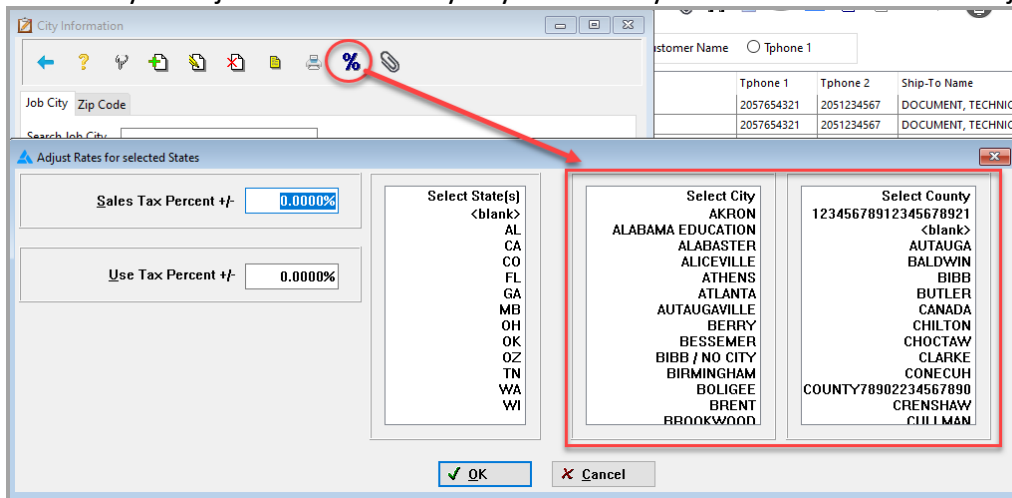 City Information
%
ustomer Name Tphone 1
Job City Zip Code
Search Job City
Tphone 1 Tphone 2 Ship-To Name
2057654321 2051234567 DOCUMENT, TECHNIC
2057654321 2051234567 DOCUMENT, TECHNIC
Adjust Rates for selected States
Sales Tax Percent +/- 0.0000%
Use Tax Percent +/- 0.0000%
Select State(s)
<blank>
AL
CA
CO
FL
GA
MB
OH
OK
OZ
TN
WA
WI
Select City
AKRON
ALABAMA EDUCATION
ALABASTER
ALICEVILLE
ATHENS
ATLANTA
AUTAUGAVILLE
BERRY
BESSEMER
BIBB / NO CITY
BIRMINGHAM
BOLIGEE
BRENT
BROOKWOOD
Select County
12345678912345678921
<blank>
AUTAUGA
BALDWIN
BIBB
BUTLER
CANADA
CHILTON
CHOCTAW
CLARKE
CONECUH
COUNTY78902234567890
CRENSHAW
CULLMAN
OK Cancel